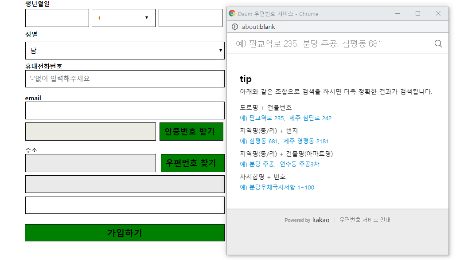 생년월일
월
성별
남
휴대전화번호
'-'없이 입력해주세요
email
인증번호 받기
주소
우편번호 찾기
가입하기
Daum 우편번호 서비스 - Chrome
about:blank
예) 판교역로 235, 분당 주공, 삼평동 681
tip
아래와 같은 조합으로 검색을 하시면 더욱 정확한 결과가 검색됩니다.
도로명 + 건물번호
예) 판교역로 235, 제주 첨단로 242
지역명(동/리) + 번지
예) 삼평동 681, 제주 영평동 2181
지역명(동/리) + 건물명(아파트명)
예) 분당 주공, 연수동 주공3차
사서함명 + 번호
예) 분당우체국사서함 1~100
Powered by kakao 우편번호 서비스 안내